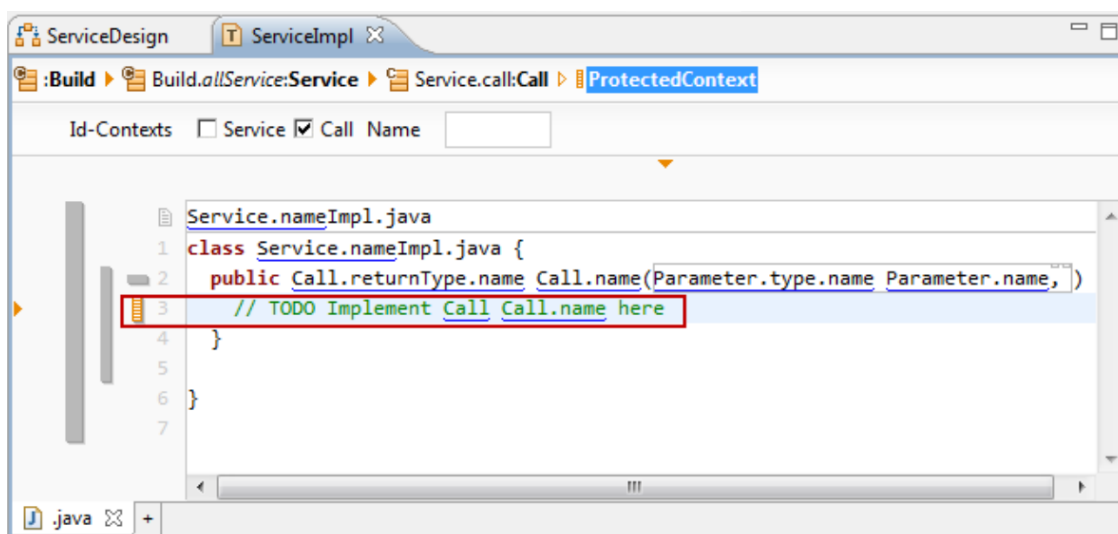 ServiceDesign ServiceImpl
:Build Build.allService:Service Service.call:Call ProtectedContext
Id-Contexts Service Call Name
Service.nameImpl.java
1 class Service.nameImpl.java {
2 public Call.returnType.name Call.name(Parameter.type.name Parameter.name, )
3 // TODO Implement Call Call.name here
4 }
5
6 }
7
.java +